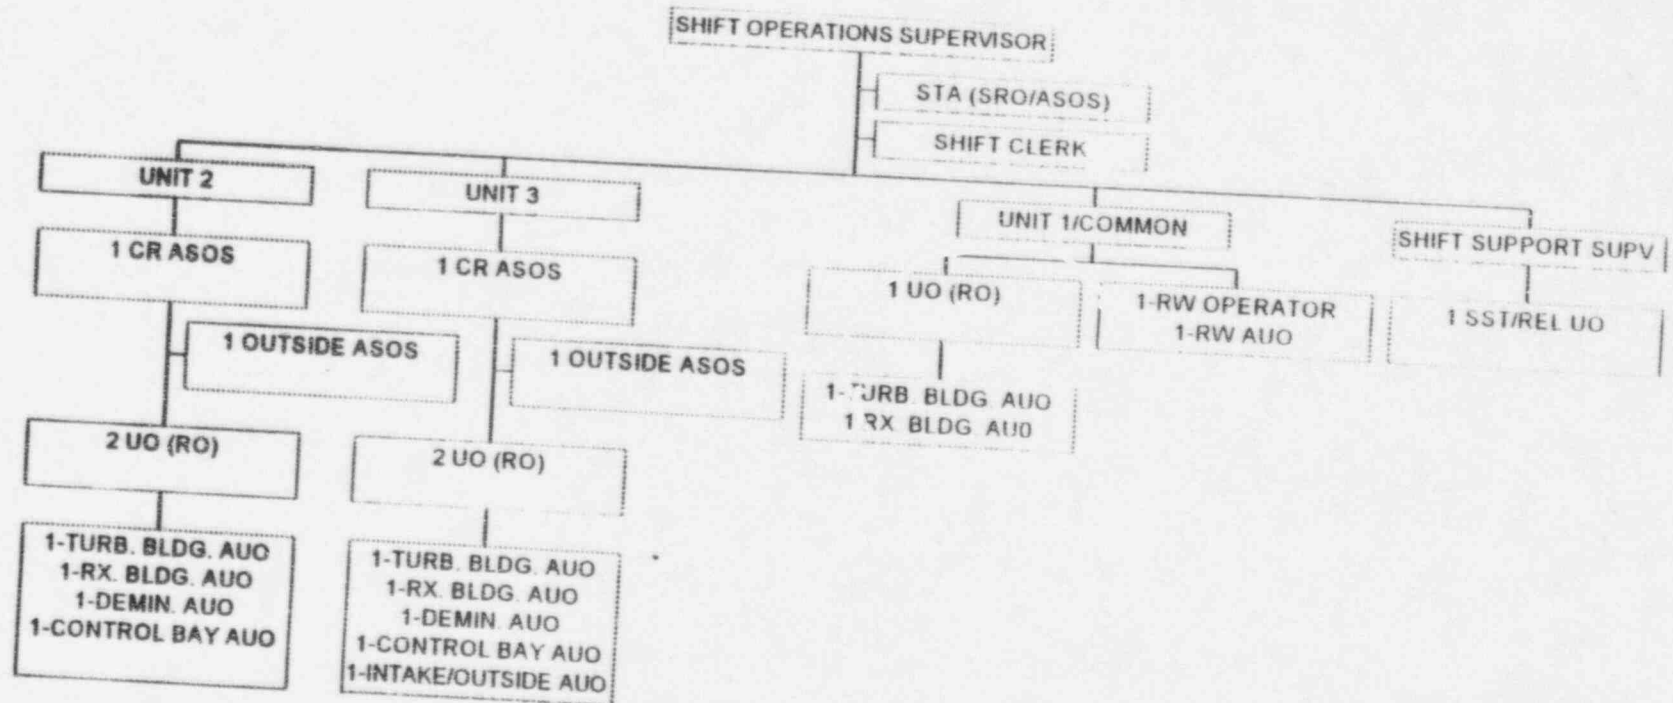 SHIFT OPERATIONS SUPERVISOR
STA (SRO/ASOS)
SHIFT CLERK
UNIT 2
1 CR ASOS
1 OUTSIDE ASOS
2 UO (RO)
1-TURB. BLDG. AUO
1-RX. BLDG. AUO
1-DEMIN. AUO
1-CONTROL BAY AUO
UNIT 3
1 CR ASOS
1 OUTSIDE ASOS
2 UO (RO)
1-TURB. BLDG. AUO
1-RX. BLDG. AUO
1-DEMIN. AUO
1-CONTROL BAY AUO
1-INTAKE/OUTSIDE AUO
UNIT 1/COMMON
1 UO (RO)
1-TURB. BLDG. AUO
1 RX. BLDG. AUO
1-RW OPERATOR
1-RW AUO
SHIFT SUPPORT SUPV
1 SST/REL UO